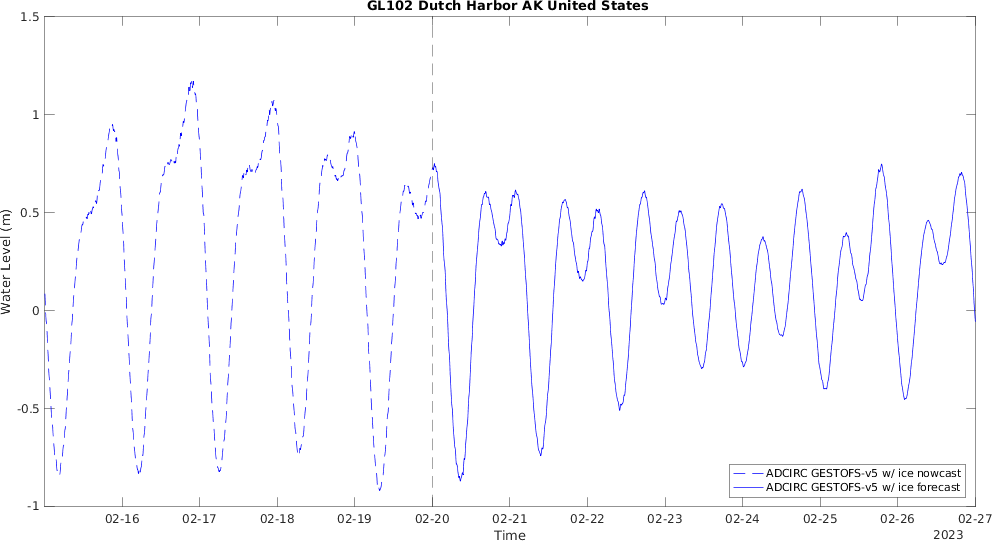 GL102 Dutch Harbor AK United States
1.5
1
0.5
0
-0.5
-1
Water Level (m)
ADCIRC GESTOFS-v5 w/ ice nowcast
ADCIRC GESTOFS-v5 w/ ice forecast
02-16 02-17 02-18 02-19 02-20 02-21 02-22 02-23 02-24 02-25 02-26 02-27
Time
2023